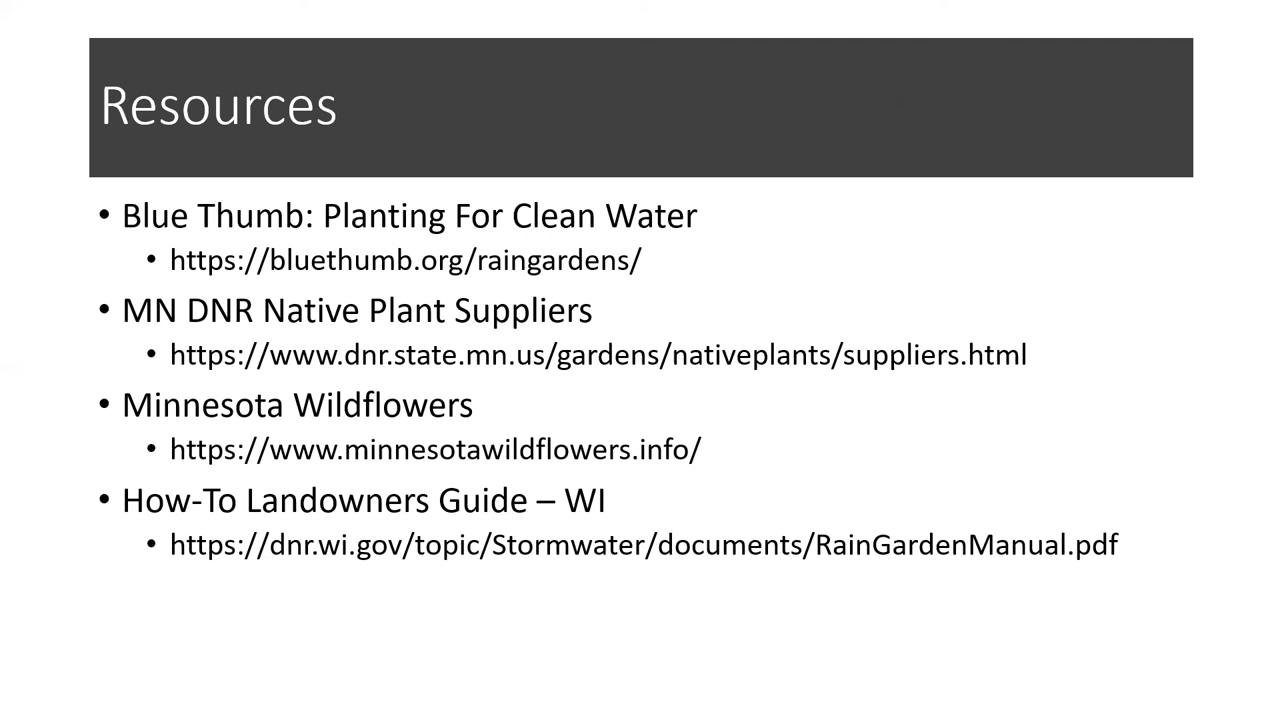 Resources
• Blue Thumb: Planting For Clean Water
• https://bluethumb.org/raingardens/
• MN DNR Native Plant Suppliers
• https://www.dnr.state.mn.us/gardens/nativeplants/suppliers.html
• Minnesota Wildflowers
• https://www.minnesotawildflowers.info/
• How-To Landowners Guide – WI
• https://dnr.wi.gov/topic/Stormwater/documents/RainGardenManual.pdf